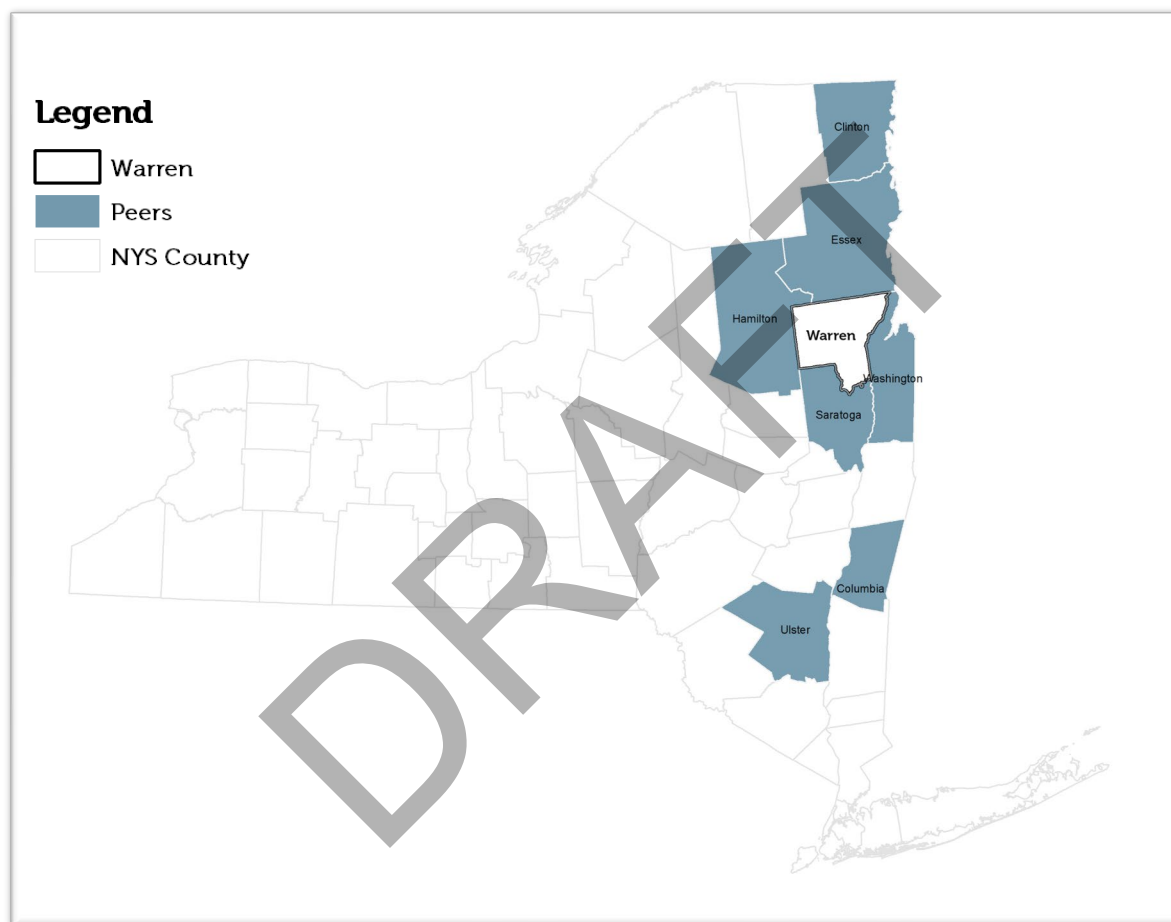 Legend
Warren
Peers
NYS County
Clinton
Essex
Hamilton
Warren
Washington
Saratoga
Columbia
Ulster
DRAFT